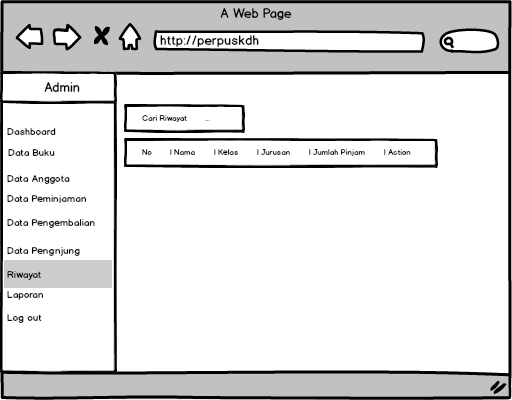 A Web Page
http://perpuskdh
Admin
Dashboard
Data Buku
Data Anggota
Data Peminjaman
Data Pengembalian
Data Pengnjung
Riwayat
Laporan
Log out
Cari Riwayat ...
No | Nama | Kelas | Jurusan | Jumlah Pinjam | Action